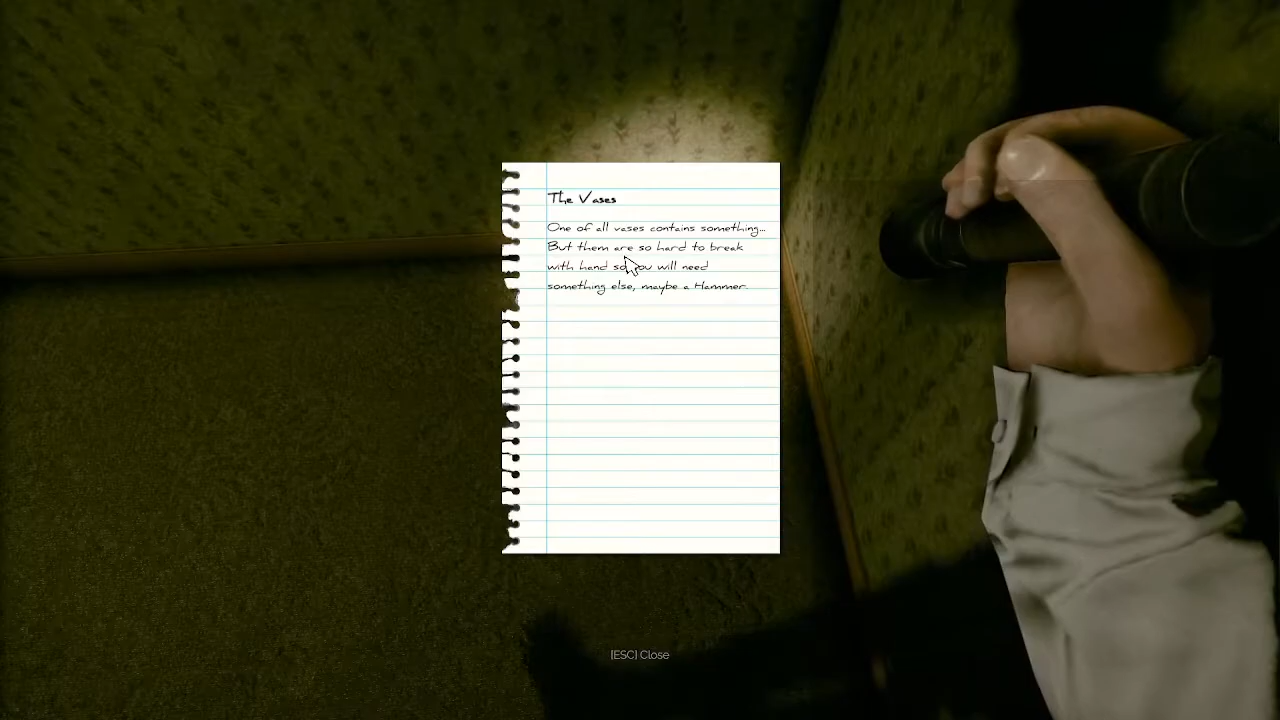 The Vases
One of all vases contains something...
But them are so hard to break
with hand so you will need
something else, maybe a Hammer.
[ESC] Close